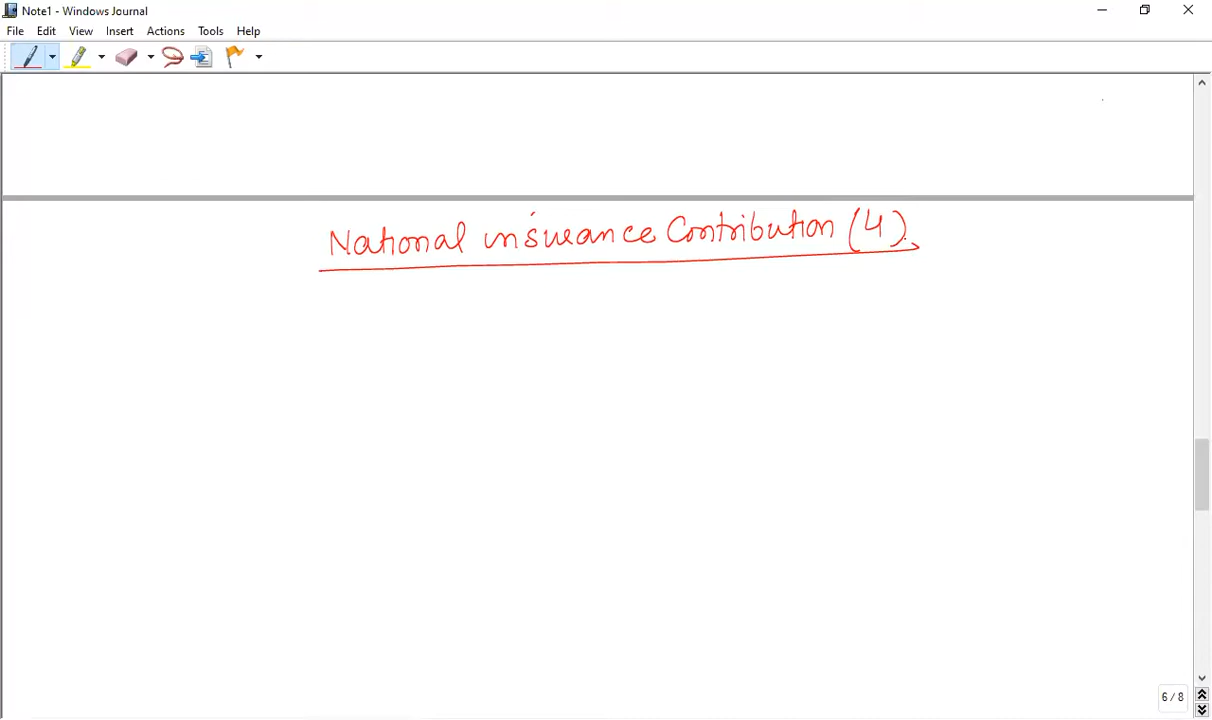 Note1 - Windows Journal
File Edit View Insert Actions Tools Help
National insurance Contribution (4).
6 / 8